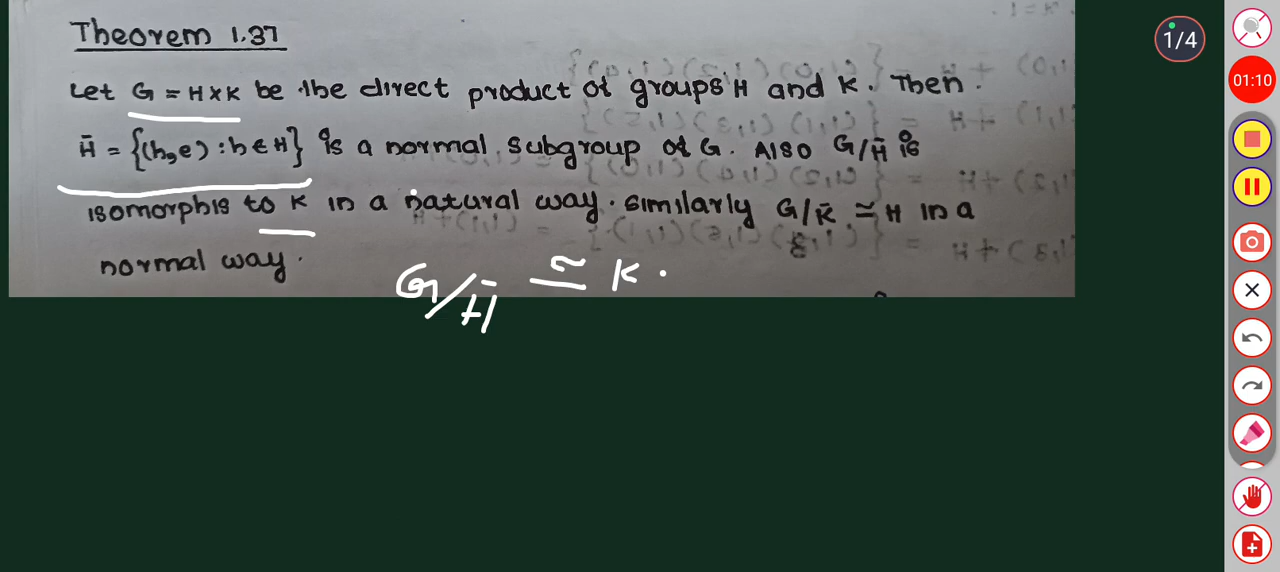 Theorem 1.37
Let G = H×K be the direct product of groups H and K. Then
H̄ = {(h,e) : h ∈ H} is a normal subgroup of G. Also G/H̄ is
isomorphis to K in a natural way. similarly G/K̄ ≃ H in a
normal way.
G/H̄ ≃ K.
1/4
01:10